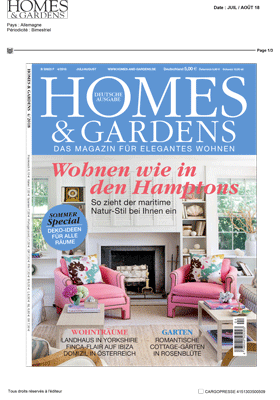 HOMES
& GARDENS
Date : JUIL / AOÛT 18
Pays : Allemagne
Périodicité : Bimestriel
Page 1/3
DEUTSCHE
AUSGABE
HOMES
& GARDENS
DAS MAGAZIN FÜR ELEGANTES WOHNEN
Wohnen wie in
den Hamptons
So zieht der maritime
Natur-Stil bei Ihnen ein
SOMMER
Special
DEKO-IDEEN
FÜR ALLE
RÄUME
WOHNTRÄUME
LANDHAUS IN YORKSHIRE
FINCA-FLAIR AUF IBIZA
DOMIZIL IN ÖSTERREICH
GARTEN
ROMANTISCHE
COTTAGE-GÄRTEN
IN ROSENBLÜTE
Tous droits réservés à l'éditeur